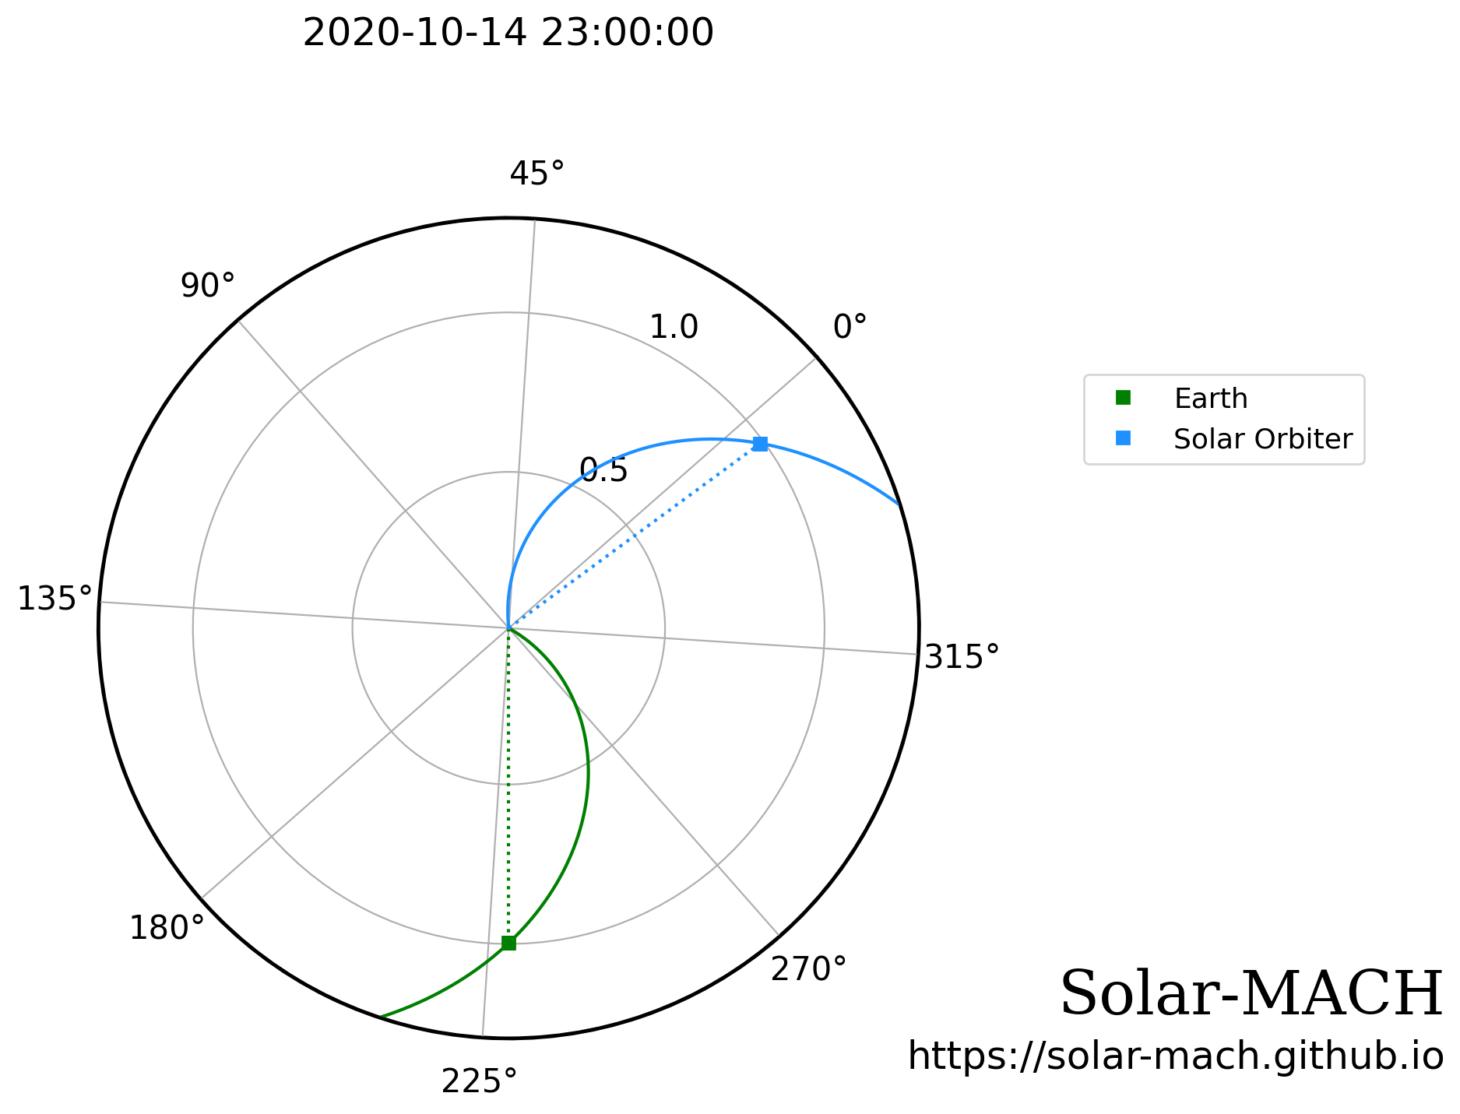 2020-10-14 23:00:00
45°
90°
1.0
0°
Earth
Solar Orbiter
0.5
135°
315°
180°
270°
225°
Solar-MACH
https://solar-mach.github.io